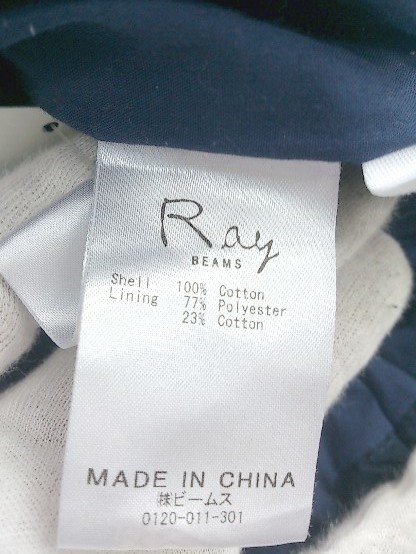 Ray
BEAMS
Shell 100% Cotton
Lining 77% Polyester
23% Cotton
MADE IN CHINA
㈱ビームス
0120-011-301